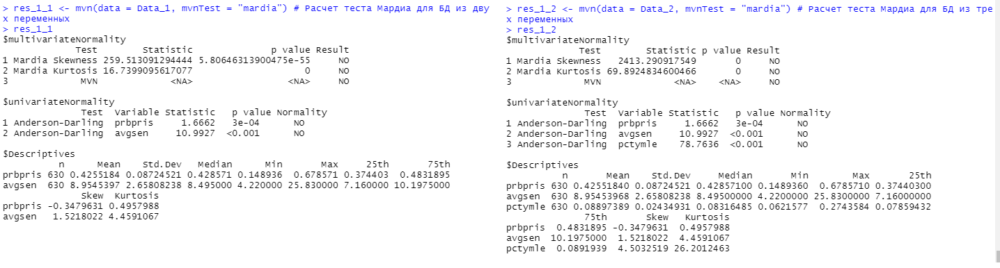 > res_1_1 <- mvn(data = Data_1, mvnTest = "mardia") # Расчет теста Мардиа для БД из дву
х переменных
> res_1_1
$multivariateNormality
             Test        Statistic              p value Result
1 Mardia Skewness 259.513091294444 5.80646313900475e-55     NO
2 Mardia Kurtosis 16.7399095617077                    0     NO
3             MVN             <NA>                 <NA>     NO
$univariateNormality
              Test  Variable Statistic   p value Normality
1 Anderson-Darling  prbpris     1.6662   3e-04      NO
2 Anderson-Darling  avgsen     10.9927  <0.001      NO
$Descriptives
          n      Mean    Std.Dev   Median      Min       Max     25th       75th
prbpris 630 0.4255184 0.08724521 0.428571 0.148936  0.678571 0.374403  0.4831895
avgsen  630 8.9545397 2.65808238 8.495000 4.220000 25.830000 7.160000 10.1975000
              Skew  Kurtosis
prbpris -0.3479631 0.4957988
avgsen   1.5218022 4.4591067
> res_1_2 <- mvn(data = Data_2, mvnTest = "mardia") # Расчет теста Мардиа для БД из тре
х переменных
> res_1_2
$multivariateNormality
             Test        Statistic p value Result
1 Mardia Skewness   2413.290917549       0     NO
2 Mardia Kurtosis 69.8924834600466       0     NO
3             MVN             <NA>    <NA>     NO
$univariateNormality
              Test  Variable Statistic   p value Normality
1 Anderson-Darling  prbpris     1.6662   3e-04      NO
2 Anderson-Darling  avgsen     10.9927  <0.001      NO
3 Anderson-Darling  pctymle    78.7636  <0.001      NO
$Descriptives
          n       Mean    Std.Dev     Median       Min        Max       25th
prbpris 630 0.42551840 0.08724521 0.42857100 0.1489360  0.6785710 0.37440300
avgsen  630 8.95453968 2.65808238 8.49500000 4.2200000 25.8300000 7.16000000
pctymle 630 0.08897389 0.02434931 0.08316485 0.0621577  0.2743584 0.07859432
              75th       Skew   Kurtosis
prbpris  0.4831895 -0.3479631  0.4957988
avgsen  10.1975000  1.5218022  4.4591067
pctymle  0.0891939  4.5032519 26.2012463